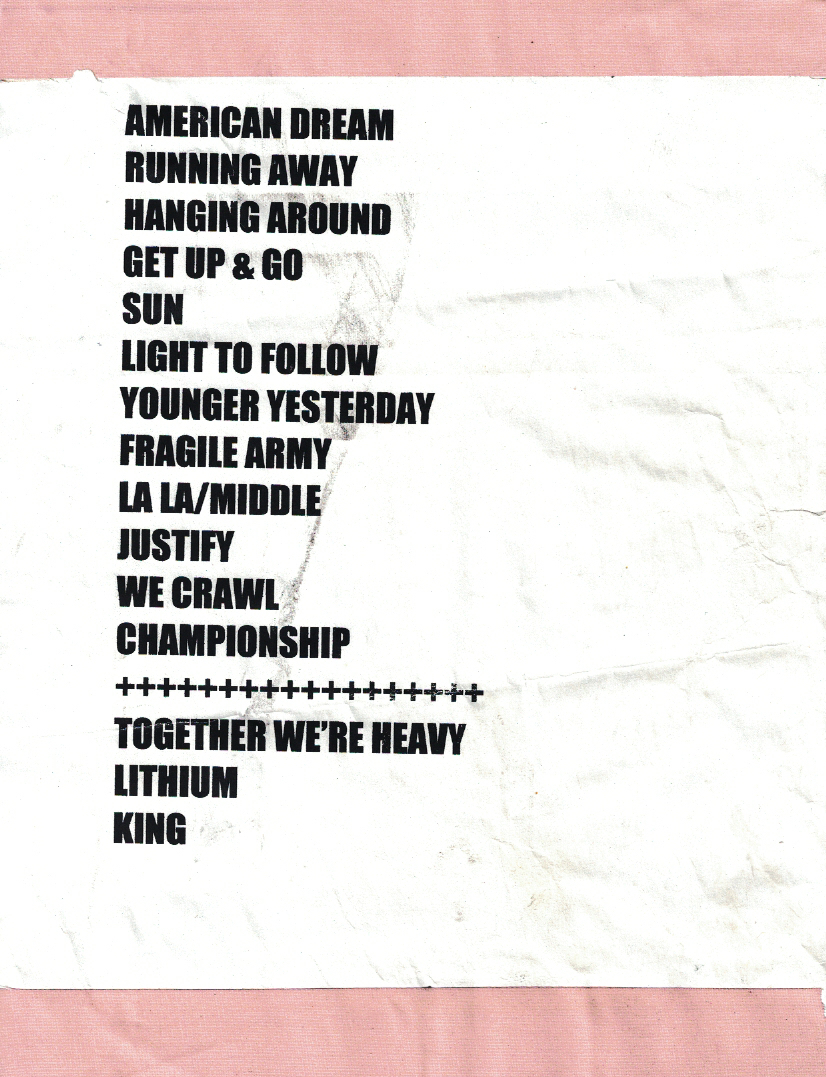 AMERICAN DREAM
RUNNING AWAY
HANGING AROUND
GET UP & GO
SUN
LIGHT TO FOLLOW
YOUNGER YESTERDAY
FRAGILE ARMY
LA LA/MIDDLE
JUSTIFY
WE CRAWL
CHAMPIONSHIP
++++++++++++++++++
TOGETHER WE'RE HEAVY
LITHIUM
KING